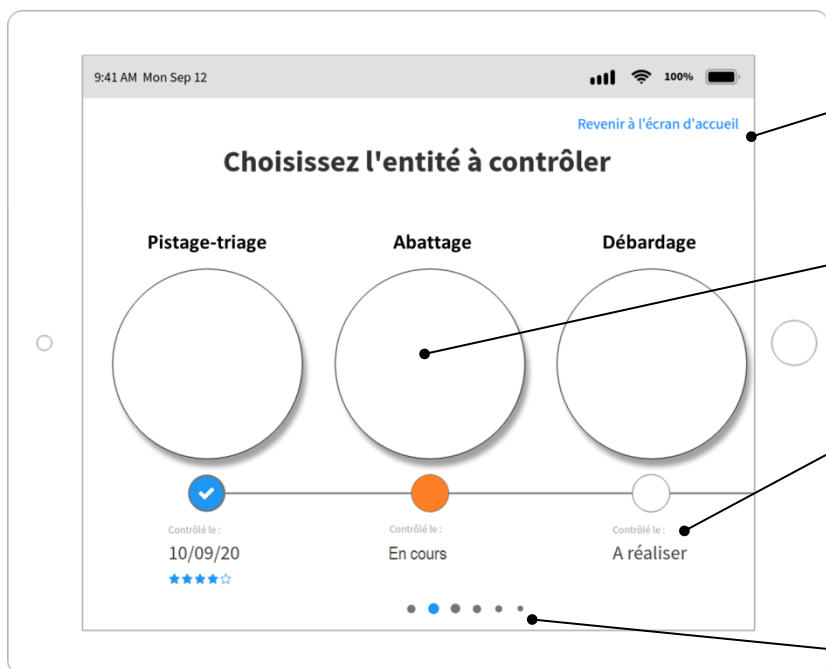 9:41 AM Mon Sep 12
100%
Revenir à l'écran d'accueil
Choisissez l'entité à contrôler
Pistage-triage
Abattage
Débardage
Contrôlé le :
Contrôlé le :
Contrôlé le :
10/09/20
En cours
A réaliser